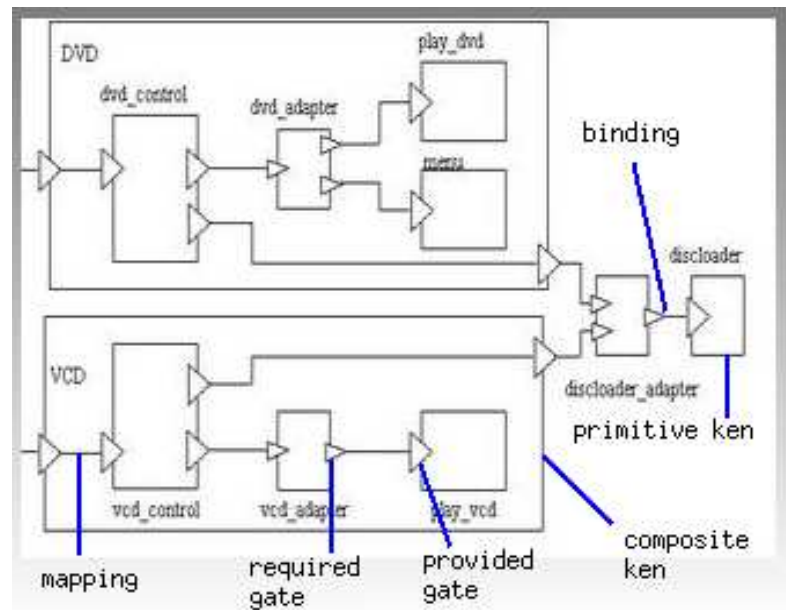 DVD
play_dvd
dvd_control
dvd_adapter
menu
binding
discloader
VCD
discloader_adapter
primitive ken
vcd_control
vcd_adapter
play_vcd
mapping
required
gate
provided
gate
composite
ken